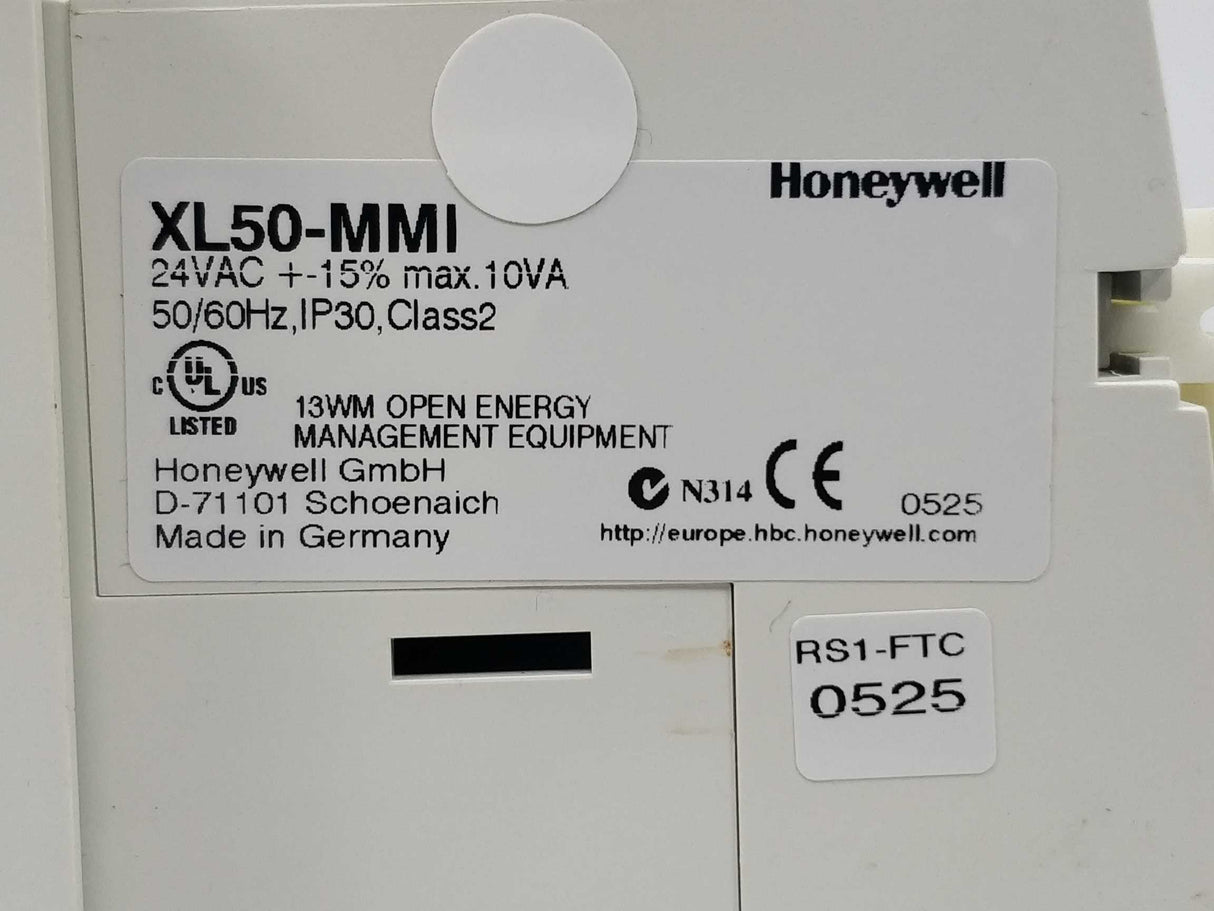 Honeywell
XL50-MMI
24VAC +-15% max.10VA
50/60Hz,IP30,Class2
C UL US
LISTED
13WM OPEN ENERGY
MANAGEMENT EQUIPMENT
Honeywell GmbH
D-71101 Schoenaich
Made in Germany
N314 CE 0525
http://europe.hbc.honeywell.com
RS1-FTC
0525